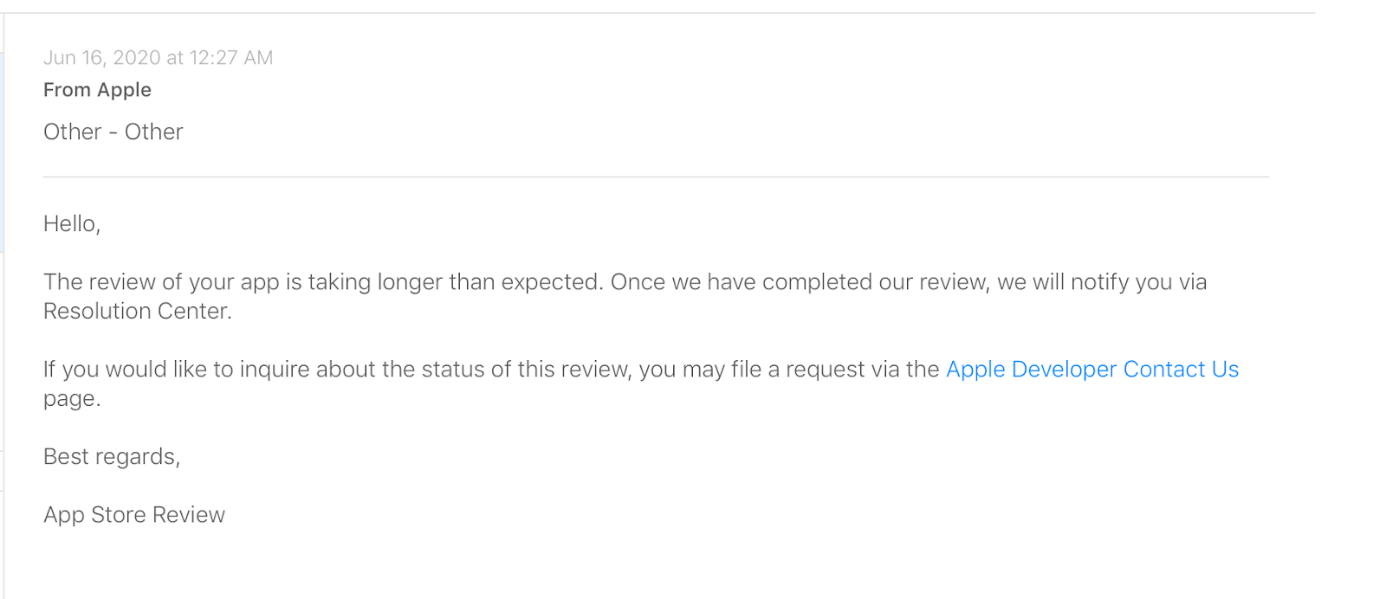 Jun 16, 2020 at 12:27 AM
From Apple
Other - Other
Hello,
The review of your app is taking longer than expected. Once we have completed our review, we will notify you via
Resolution Center.
If you would like to inquire about the status of this review, you may file a request via the Apple Developer Contact Us
page.
Best regards,
App Store Review